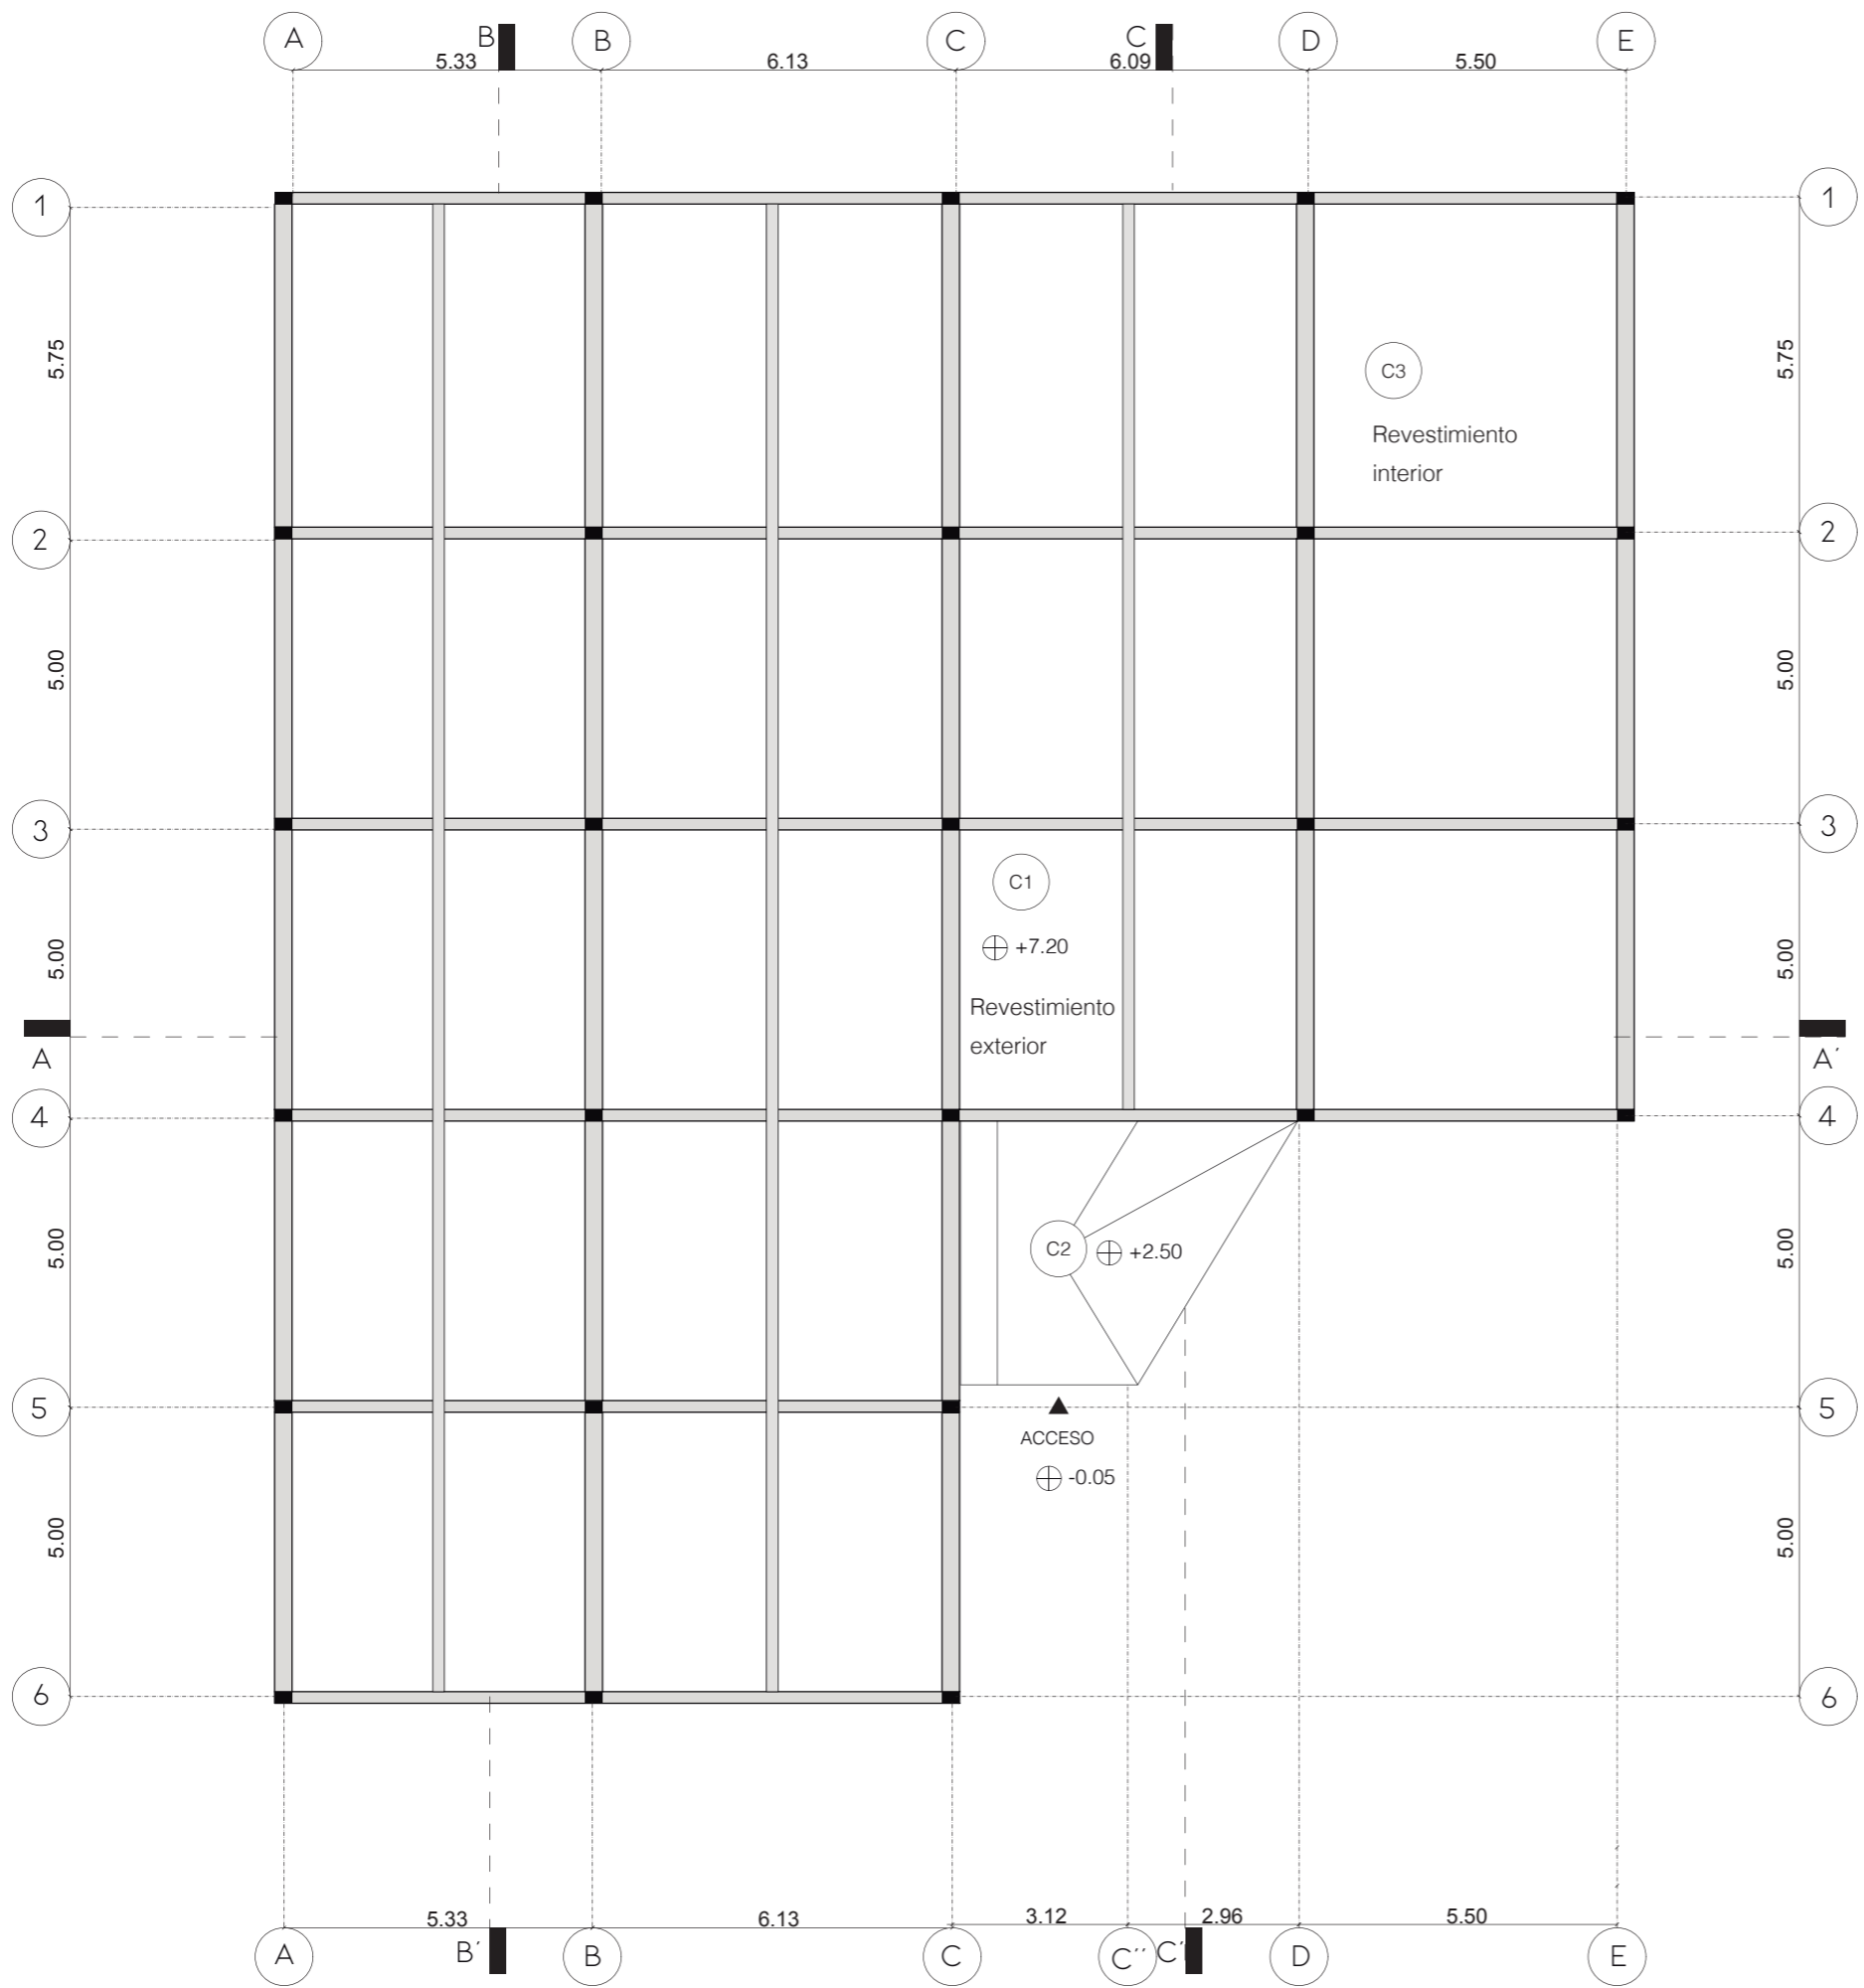 A B B C C D E
5.33 6.13 6.09 5.50
1 1
5.75 5.75
C3
Revestimiento
interior
2 2
5.00 5.00
3 3
C1
+7.20
5.00 5.00
Revestimiento
exterior
A A´
4 4
C2 +2.50
5.00 5.00
5 5
ACCESO
-0.05
5.00 5.00
6 6
5.33 6.13 3.12 2.96 5.50
A B´ B C C´´ C´ D E